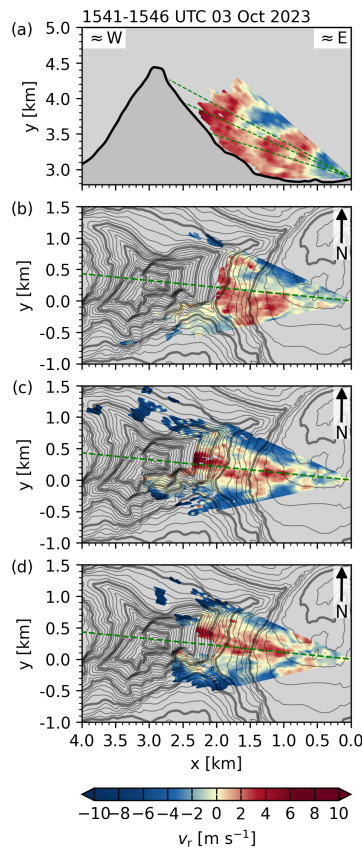 1541-1546 UTC 03 Oct 2023
(a)
≈ W
≈ E
5.0
4.5
4.0
3.5
3.0
y [km]
(b)
1.5
1.0
0.5
0.0
-0.5
-1.0
y [km]
N
(c)
1.5
1.0
0.5
0.0
-0.5
-1.0
y [km]
N
(d)
1.5
1.0
0.5
0.0
-0.5
-1.0
y [km]
N
4.0 3.5 3.0 2.5 2.0 1.5 1.0 0.5 0.0
x [km]
−10−8 −6 −4 −2 0 2 4 6 8 10
vr [m s−1]